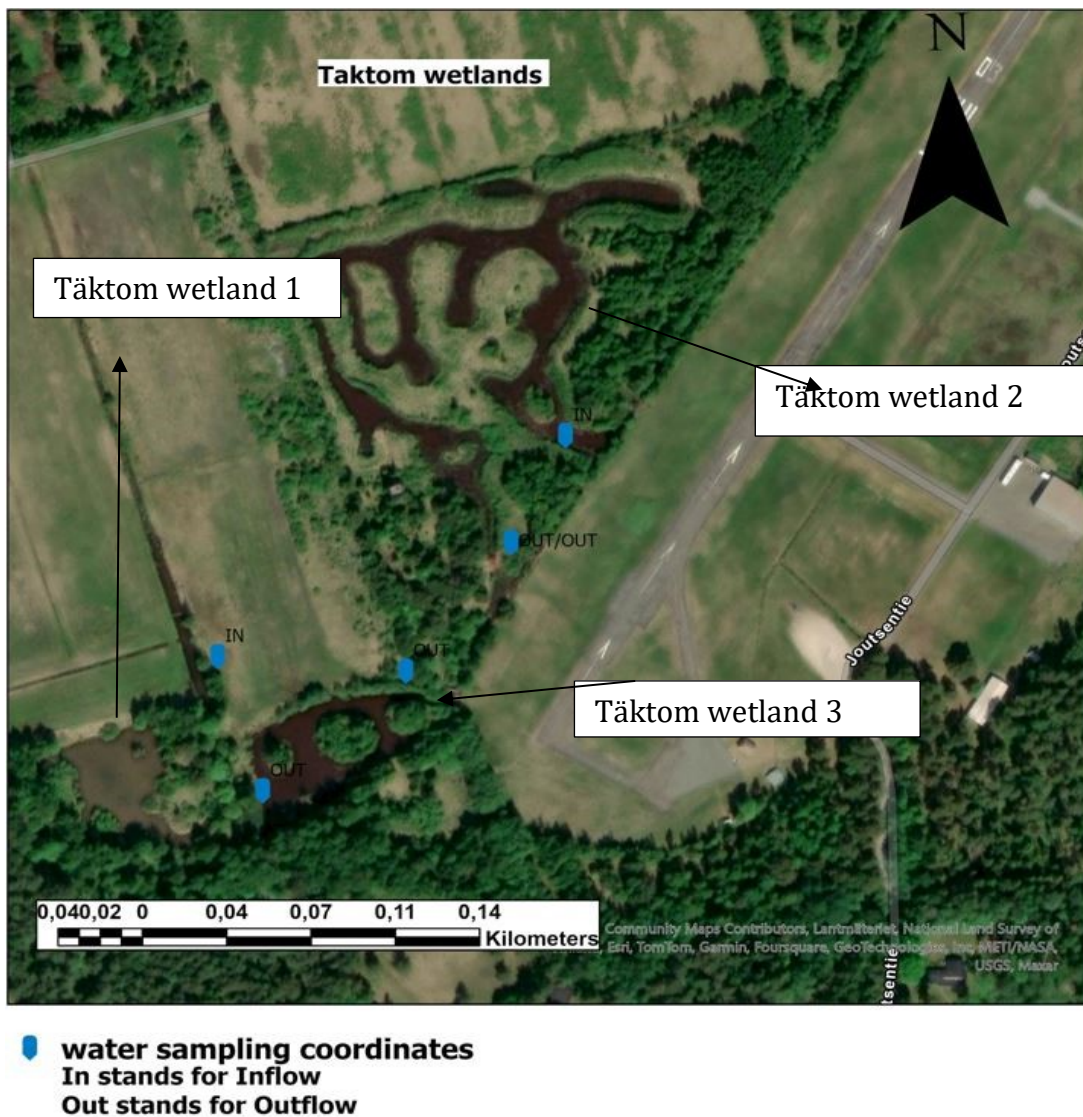 Taktom wetlands
N
Täktom wetland 1
Täktom wetland 2
IN
OUT/OUT
IN
OUT
Joutsentie
Täktom wetland 3
OUT
0,04 0,02 0 0,04 0,07 0,11 0,14
Kilometers
Community Maps Contributors, Lantmäteriet, National Land Survey of
Esri, TomTom, Garmin, Foursquare, GeoTechnologies, Inc, METI/NASA,
USGS, Maxar
water sampling coordinates
In stands for Inflow
Out stands for Outflow